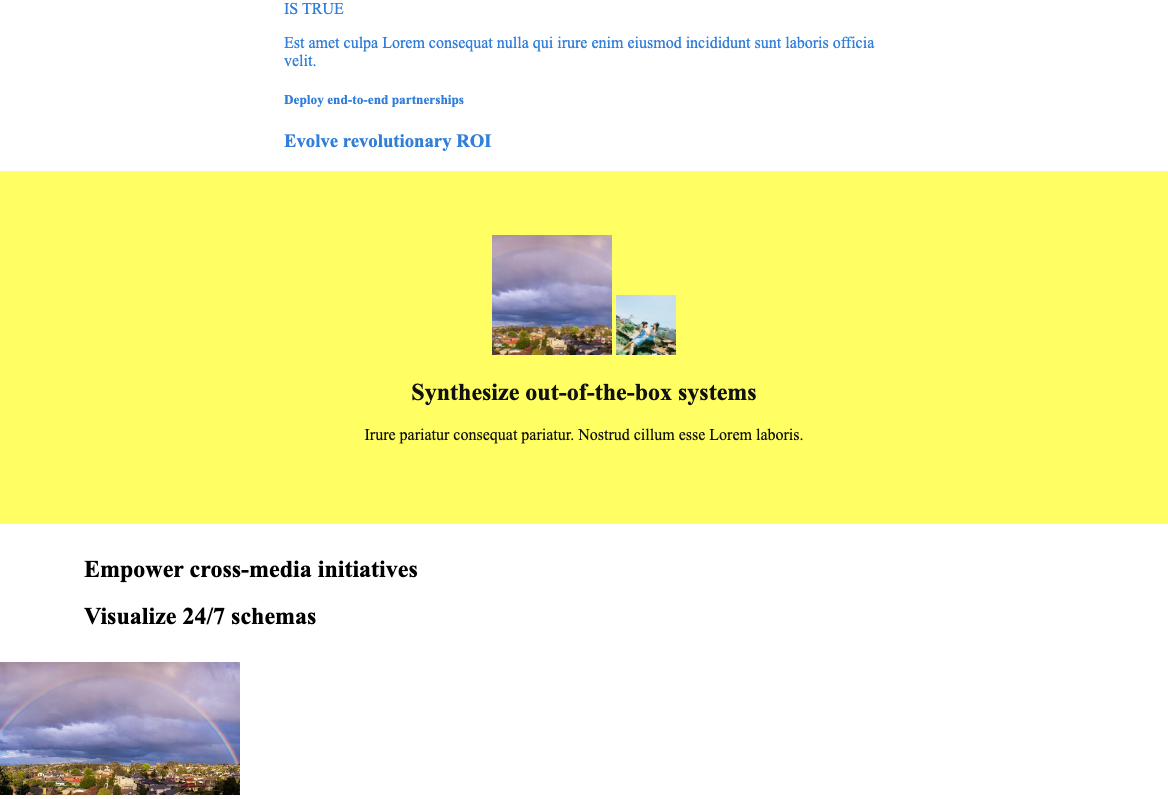 IS TRUE
Est amet culpa Lorem consequat nulla qui irure enim eiusmod incididunt sunt laboris officia
velit.
Deploy end-to-end partnerships
Evolve revolutionary ROI
Synthesize out-of-the-box systems
Irure pariatur consequat pariatur. Nostrud cillum esse Lorem laboris.
Empower cross-media initiatives
Visualize 24/7 schemas